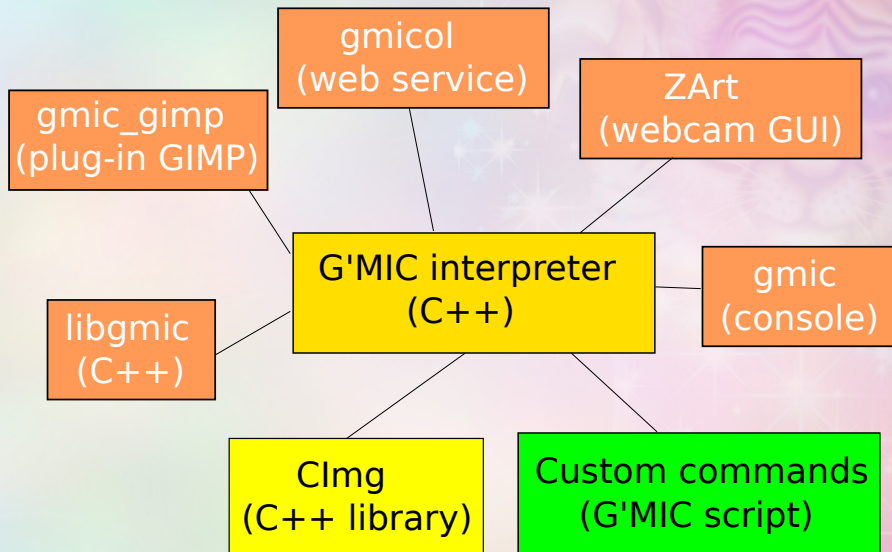 gmicol
(web service)
ZArt
(webcam GUI)
gmic_gimp
(plug-in GIMP)
G'MIC interpreter
(C++)
gmic
(console)
libgmic
(C++)
CImg
(C++ library)
Custom commands
(G'MIC script)